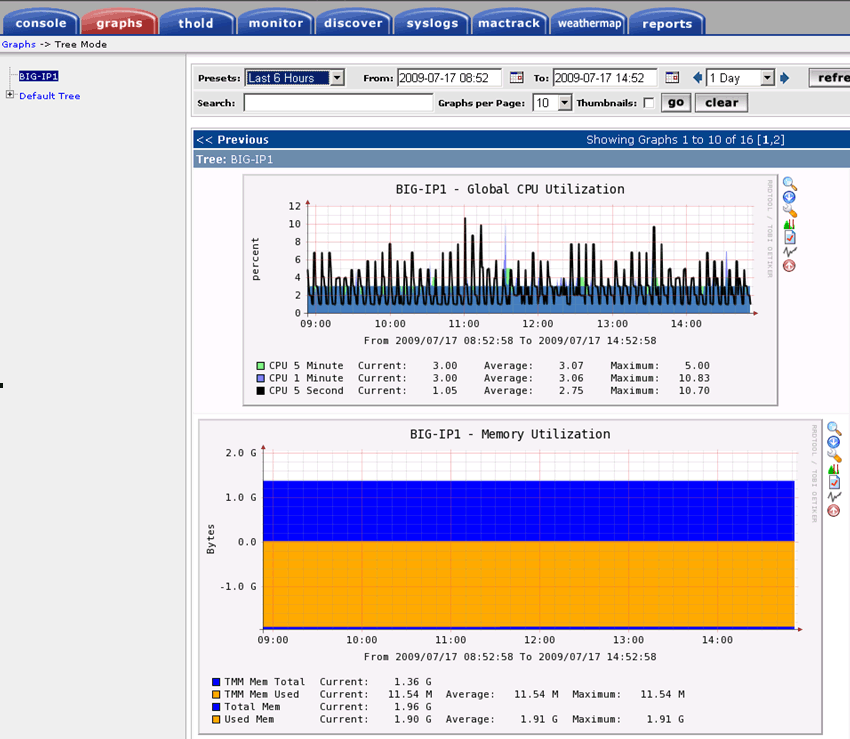 console graphs thold monitor discover syslogs mactrack weathermap reports
Graphs -> Tree Mode
BIG-IP1
Default Tree
Presets: Last 6 Hours From: 2009-07-17 08:52 To: 2009-07-17 14:52 1 Day refre
Search: Graphs per Page: 10 Thumbnails: go clear
<< Previous Showing Graphs 1 to 10 of 16 [1,2]
Tree: BIG-IP1
BIG-IP1 - Global CPU Utilization
RRDTOOL / TOBI OETIKER
percent
12
10
8
6
4
2
0
09:00 10:00 11:00 12:00 13:00 14:00
From 2009/07/17 08:52:58 To 2009/07/17 14:52:58
CPU 5 Minute Current: 3.00 Average: 3.07 Maximum: 5.00
CPU 1 Minute Current: 3.00 Average: 3.06 Maximum: 10.83
CPU 5 Second Current: 1.05 Average: 2.75 Maximum: 10.70
BIG-IP1 - Memory Utilization
RRDTOOL / TOBI OETIKER
Bytes
2.0 G
1.0 G
0.0
-1.0 G
09:00 10:00 11:00 12:00 13:00 14:00
From 2009/07/17 08:52:58 To 2009/07/17 14:52:58
TMM Mem Total Current: 1.36 G
TMM Mem Used Current: 11.54 M Average: 11.54 M Maximum: 11.54 M
Total Mem Current: 1.96 G
Used Mem Current: 1.90 G Average: 1.91 G Maximum: 1.91 G